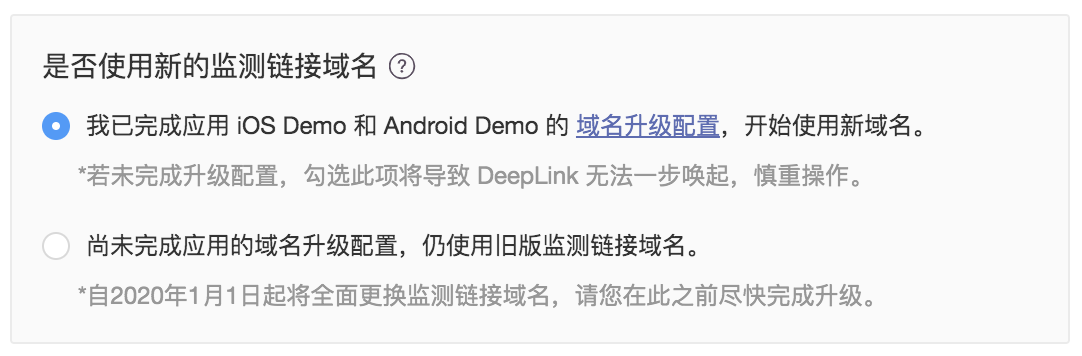 是否使用新的监测链接域名 ?
我已完成应用 iOS Demo 和 Android Demo 的 域名升级配置，开始使用新域名。
*若未完成升级配置，勾选此项将导致 DeepLink 无法一步唤起，慎重操作。
尚未完成应用的域名升级配置，仍使用旧版监测链接域名。
*自2020年1月1日起将全面更换监测链接域名，请您在此之前尽快完成升级。